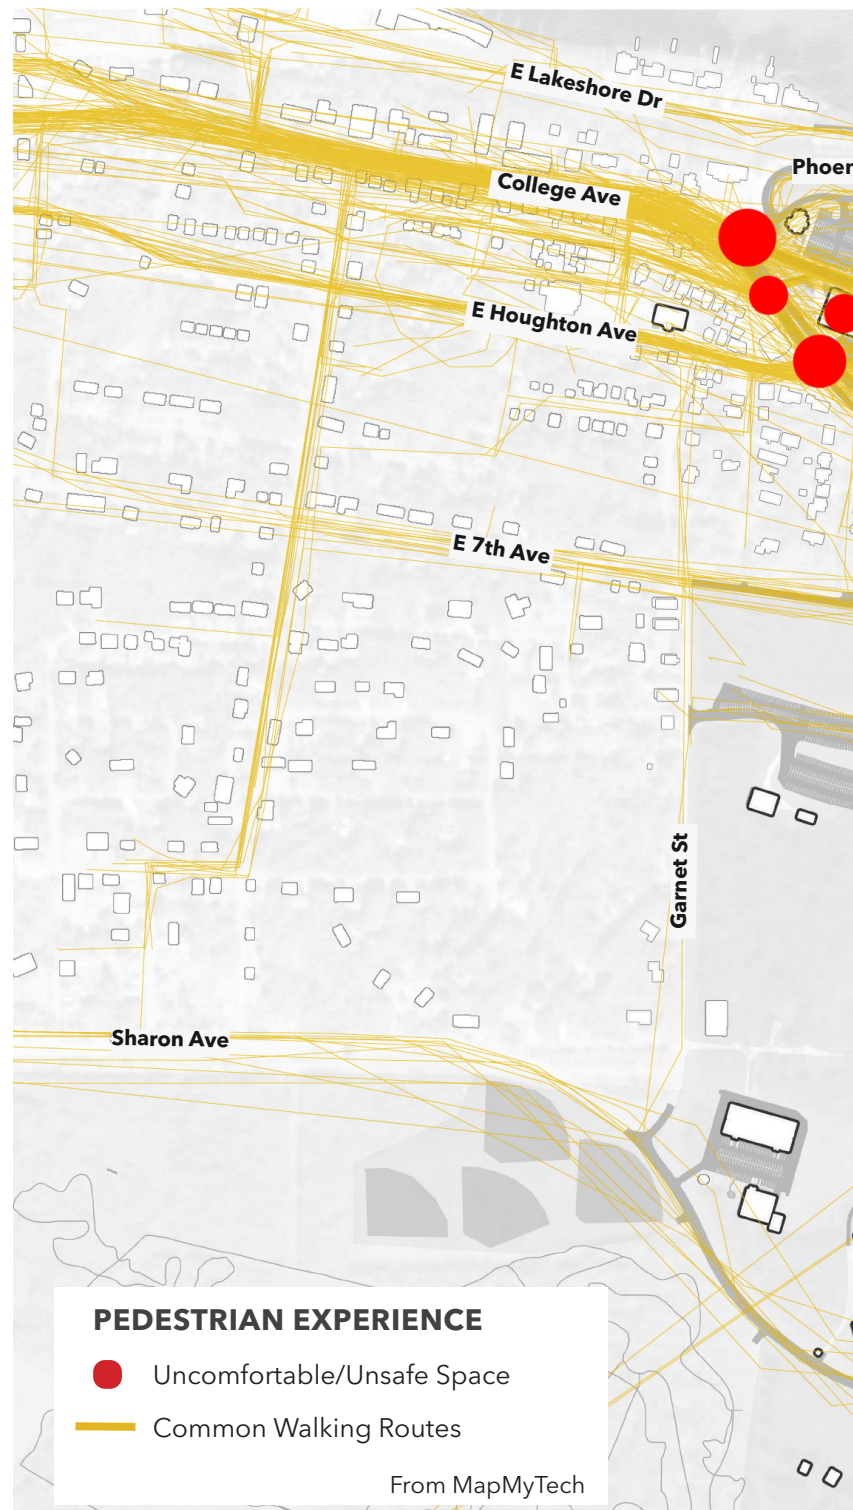 E Lakeshore Dr
Phoen
College Ave
E Houghton Ave
E 7th Ave
Garnet St
Sharon Ave
PEDESTRIAN EXPERIENCE
Uncomfortable/Unsafe Space
Common Walking Routes
From MapMyTech